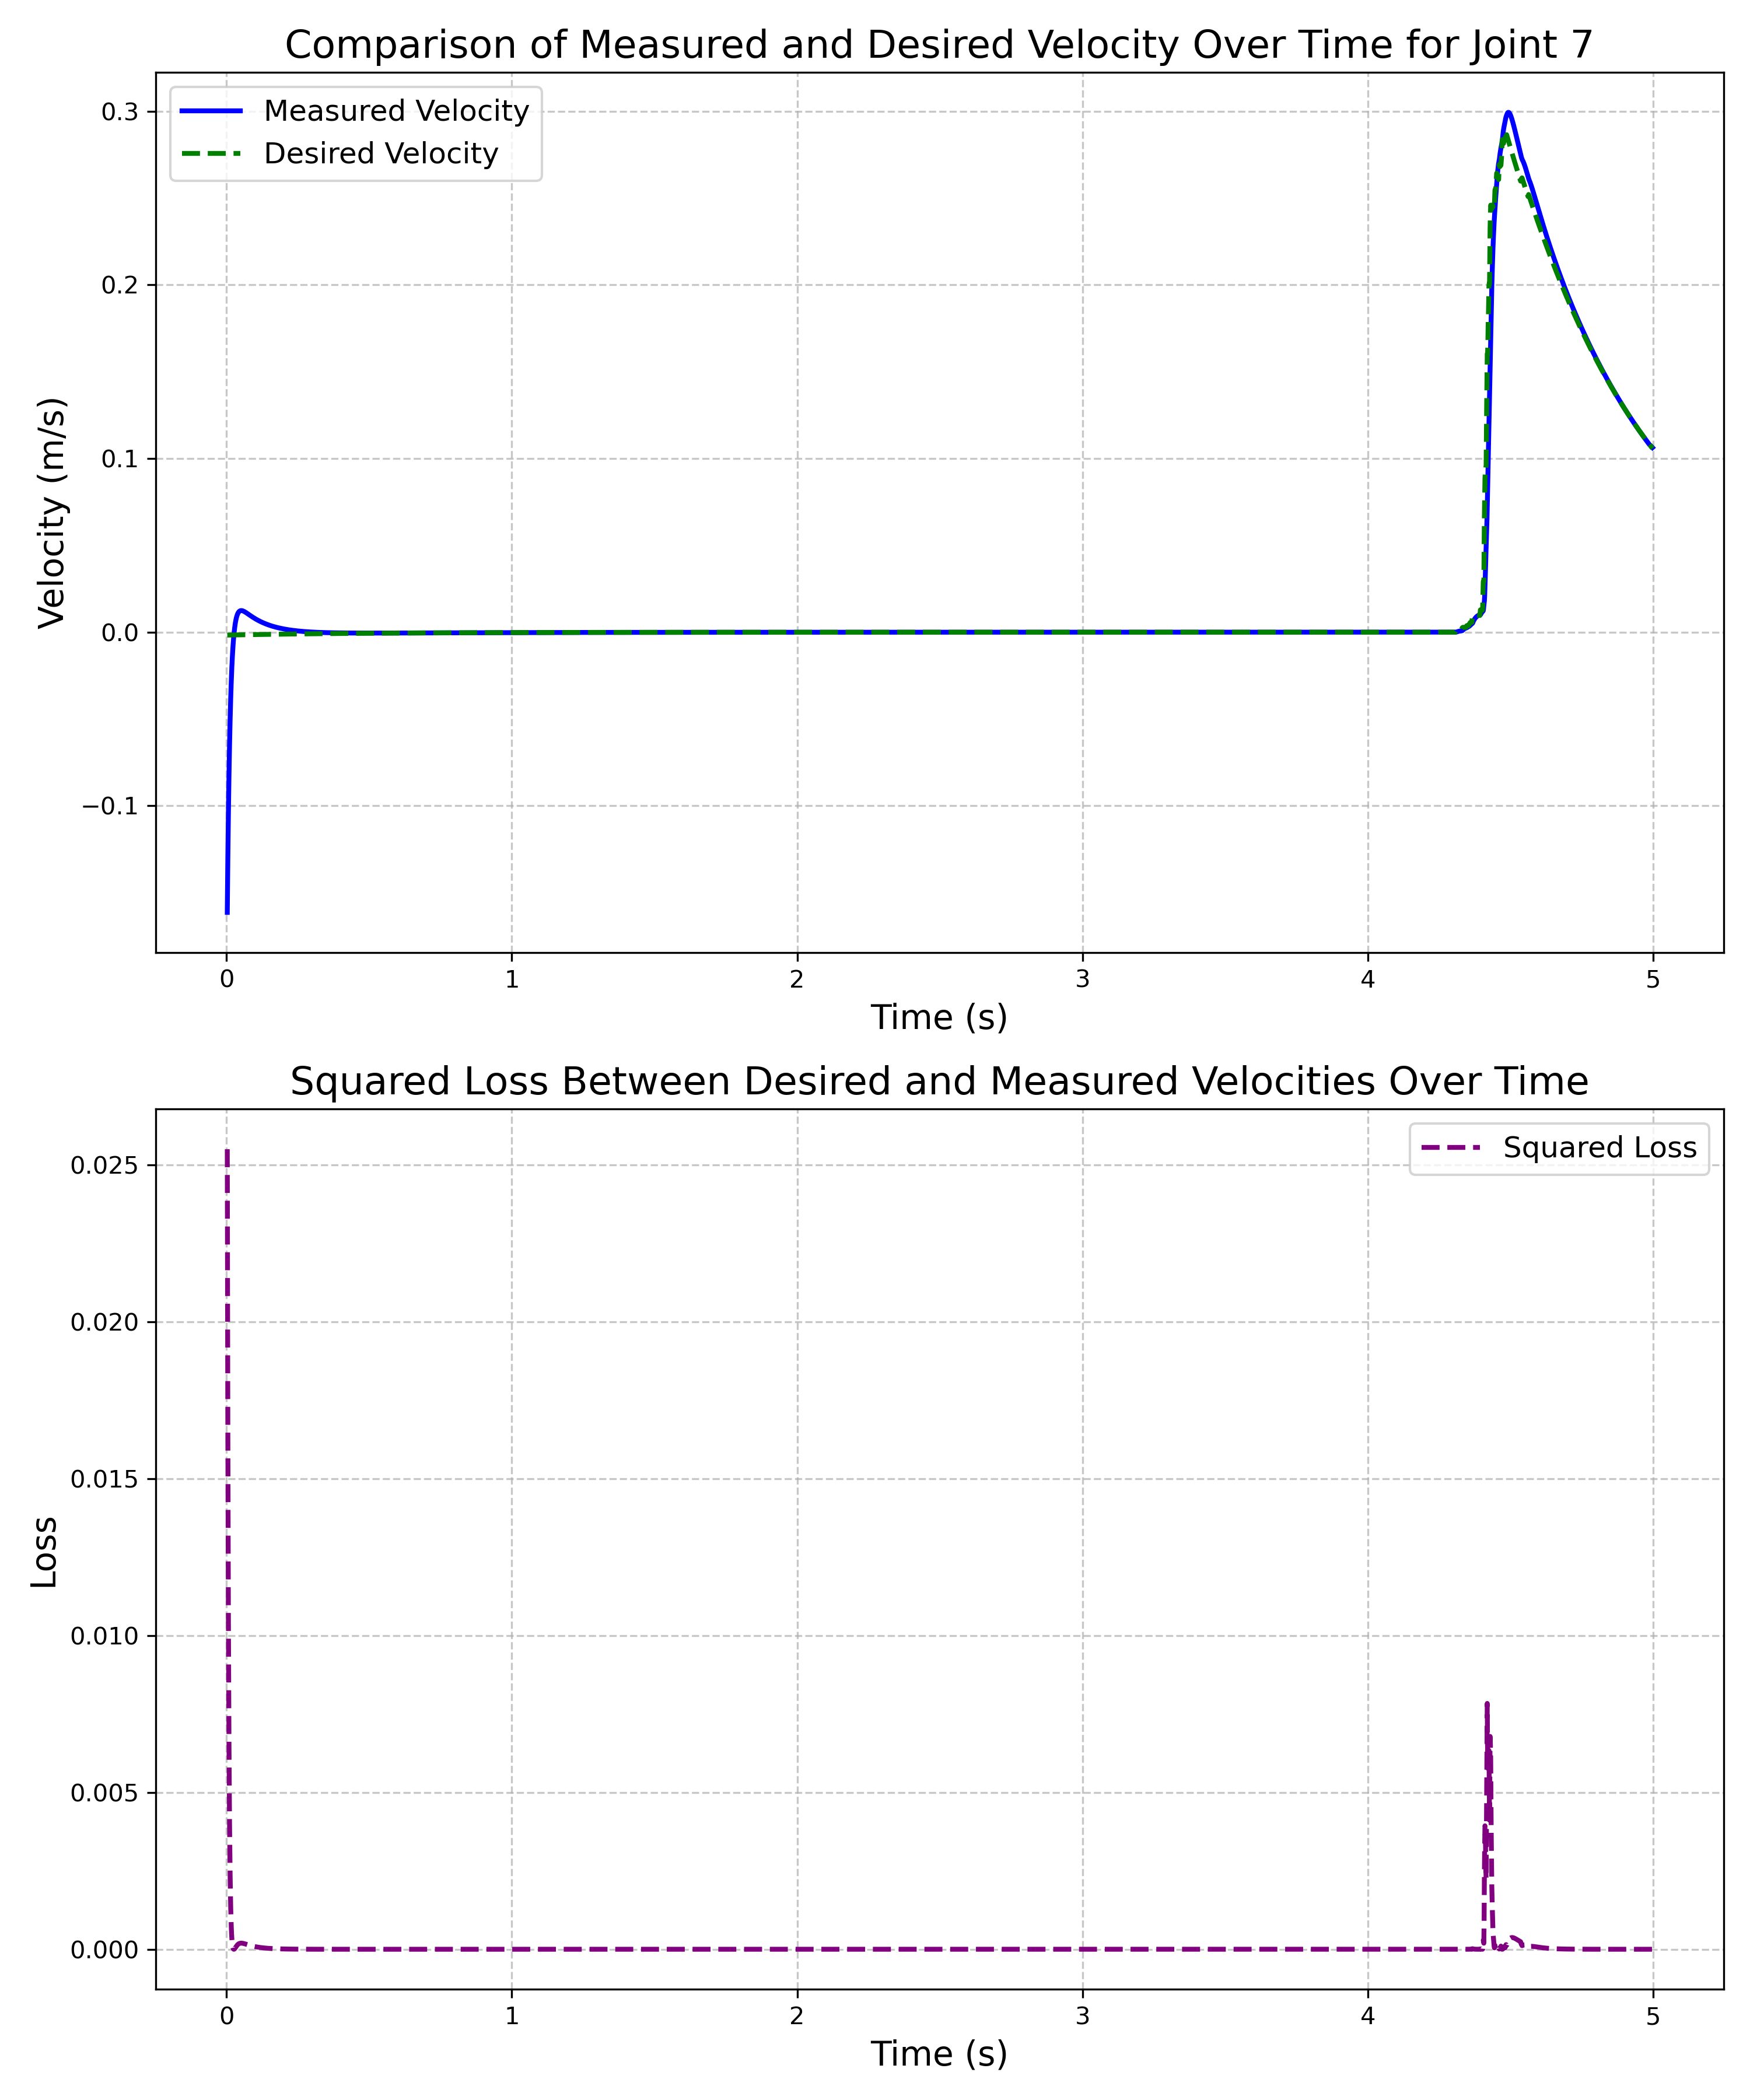 Comparison of Measured and Desired Velocity Over Time for Joint 7
Measured Velocity
Desired Velocity
Velocity (m/s)
0.3
0.2
0.1
0.0
−0.1
0 1 2 3 4 5
Time (s)
Squared Loss Between Desired and Measured Velocities Over Time
Squared Loss
Loss
0.025
0.020
0.015
0.010
0.005
0.000
0 1 2 3 4 5
Time (s)